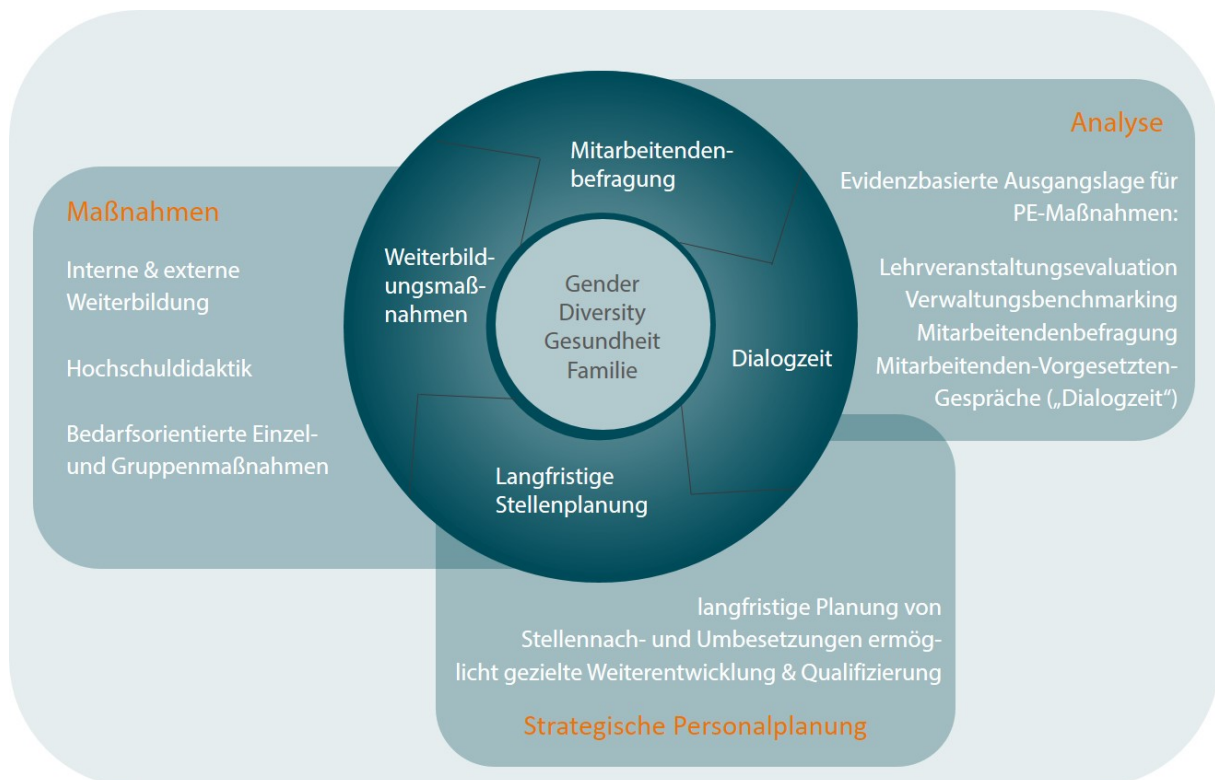 Analyse
Evidenzbasierte Ausgangslage für
PE-Maßnahmen:
Lehrveranstaltungsevaluation
Verwaltungsbenchmarking
Mitarbeitendenbefragung
Mitarbeitenden-Vorgesetzten-
Gespräche („Dialogzeit“)
Maßnahmen
Interne & externe
Weiterbildung
Hochschuldidaktik
Bedarfsorientierte Einzel-
und Gruppenmaßnahmen
Mitarbeitenden-
befragung
Weiterbild-
ungsmaß-
nahmen
Gender
Diversity
Gesundheit
Familie
Dialogzeit
Langfristige
Stellenplanung
langfristige Planung von
Stellennach- und Umbesetzungen ermög-
licht gezielte Weiterentwicklung & Qualifizierung
Strategische Personalplanung